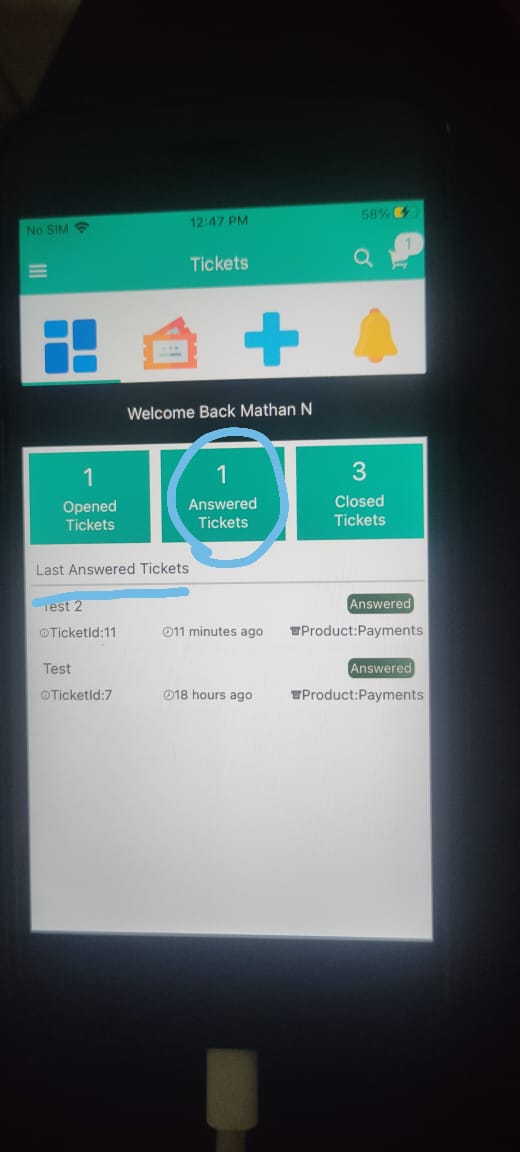 No SIM 12:47 PM 58%
Tickets 1
Welcome Back Mathan N
1 1 3
Opened Tickets Answered Tickets Closed Tickets
Last Answered Tickets
Test 2 Answered
TicketId:11 11 minutes ago Product:Payments
Test Answered
TicketId:7 18 hours ago Product:Payments